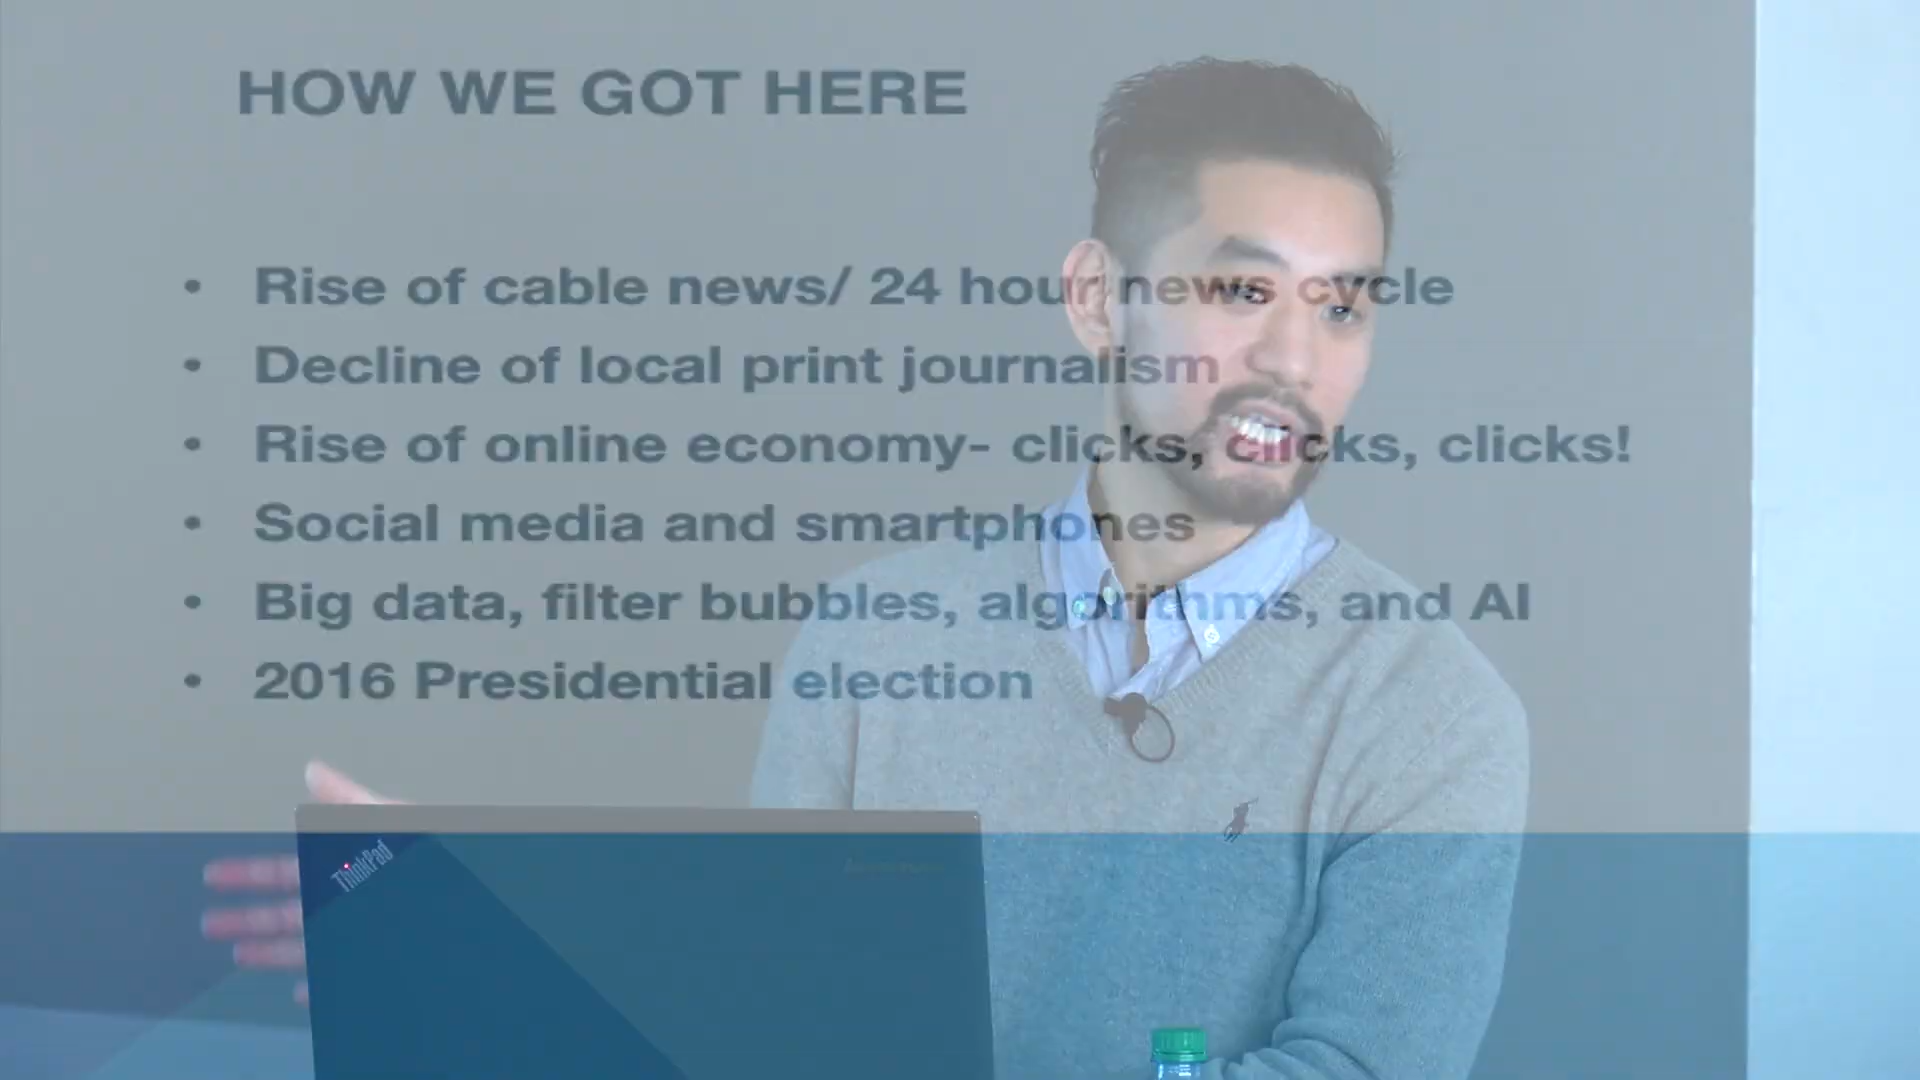 HOW WE GOT HERE
• Rise of cable news/ 24 hour news cycle
• Decline of local print journalism
• Rise of online economy- clicks, clicks, clicks!
• Social media and smartphones
• Big data, filter bubbles, algorithms, and AI
• 2016 Presidential election
ThinkPad